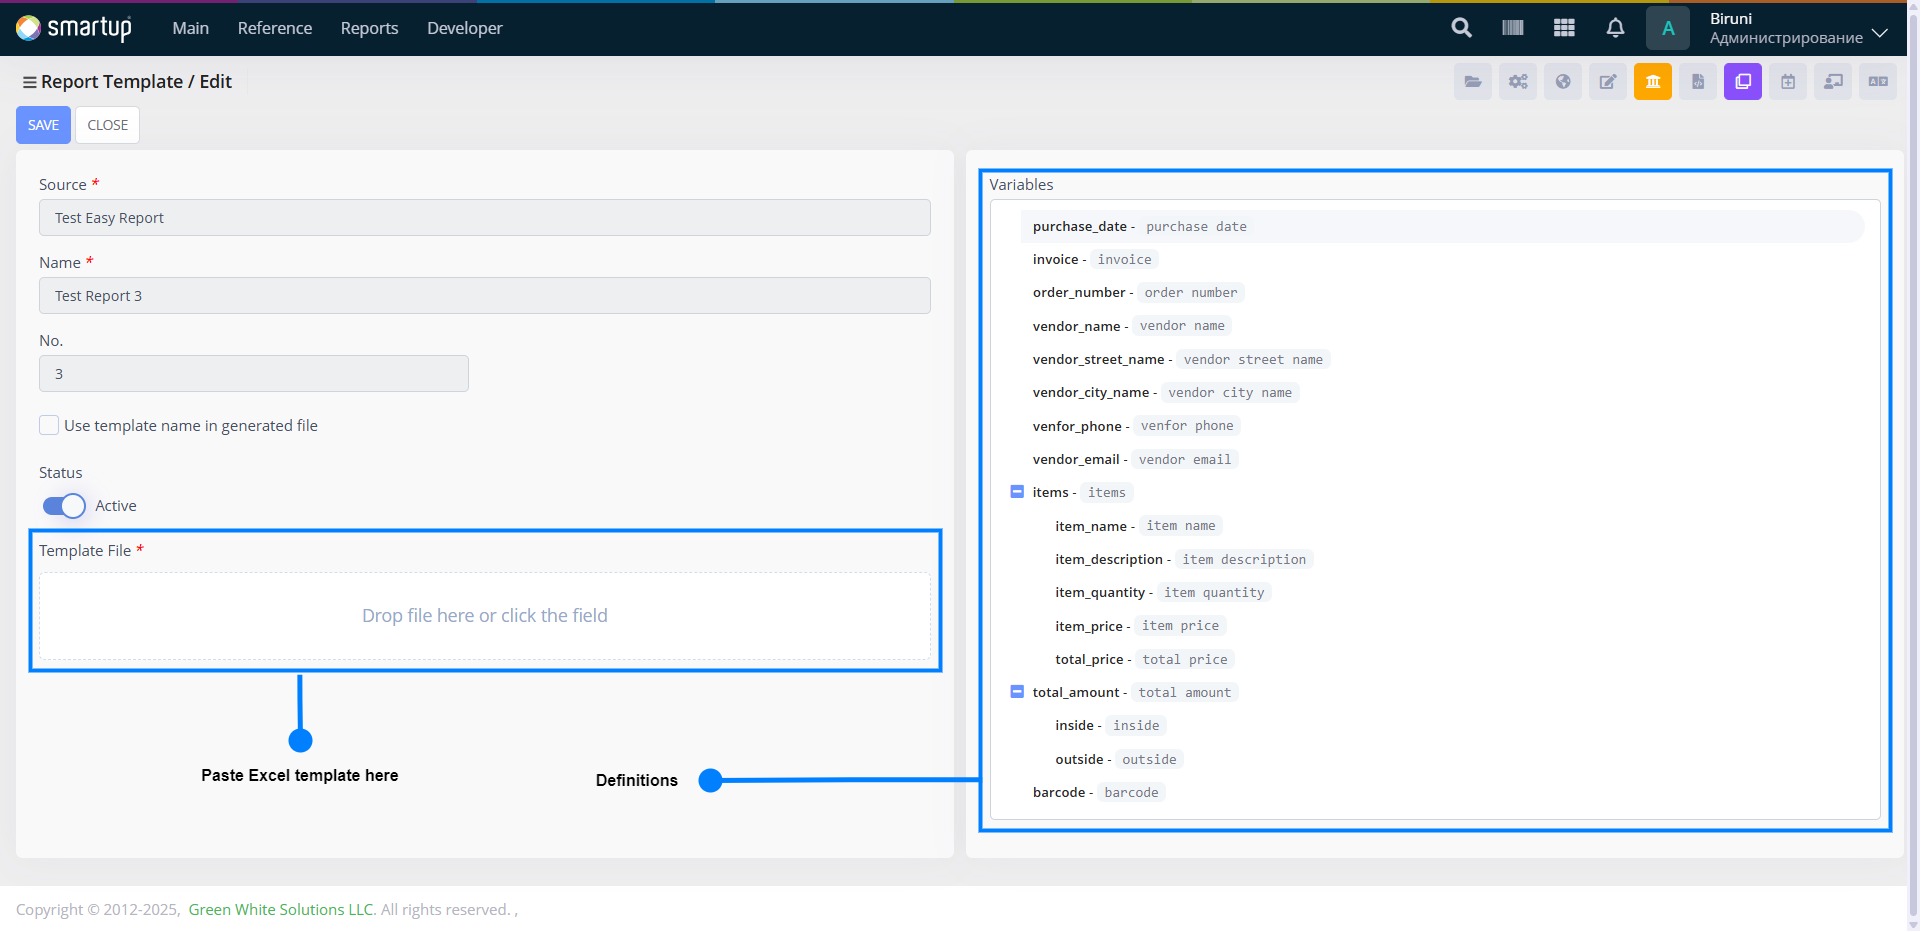 smartup Main Reference Reports Developer
A
Biruni
Администрирование
Report Template / Edit
SAVE CLOSE
Source *
Test Easy Report
Name *
Test Report 3
No.
3
Use template name in generated file
Status
Active
Template File *
Drop file here or click the field
Paste Excel template here
Definitions
Variables
purchase_date - purchase date
invoice - invoice
order_number - order number
vendor_name - vendor name
vendor_street_name - vendor street name
vendor_city_name - vendor city name
venfor_phone - venfor phone
vendor_email - vendor email
items - items
item_name - item name
item_description - item description
item_quantity - item quantity
item_price - item price
total_price - total price
total_amount - total amount
inside - inside
outside - outside
barcode - barcode
Copyright © 2012-2025, Green White Solutions LLC. All rights reserved. ,